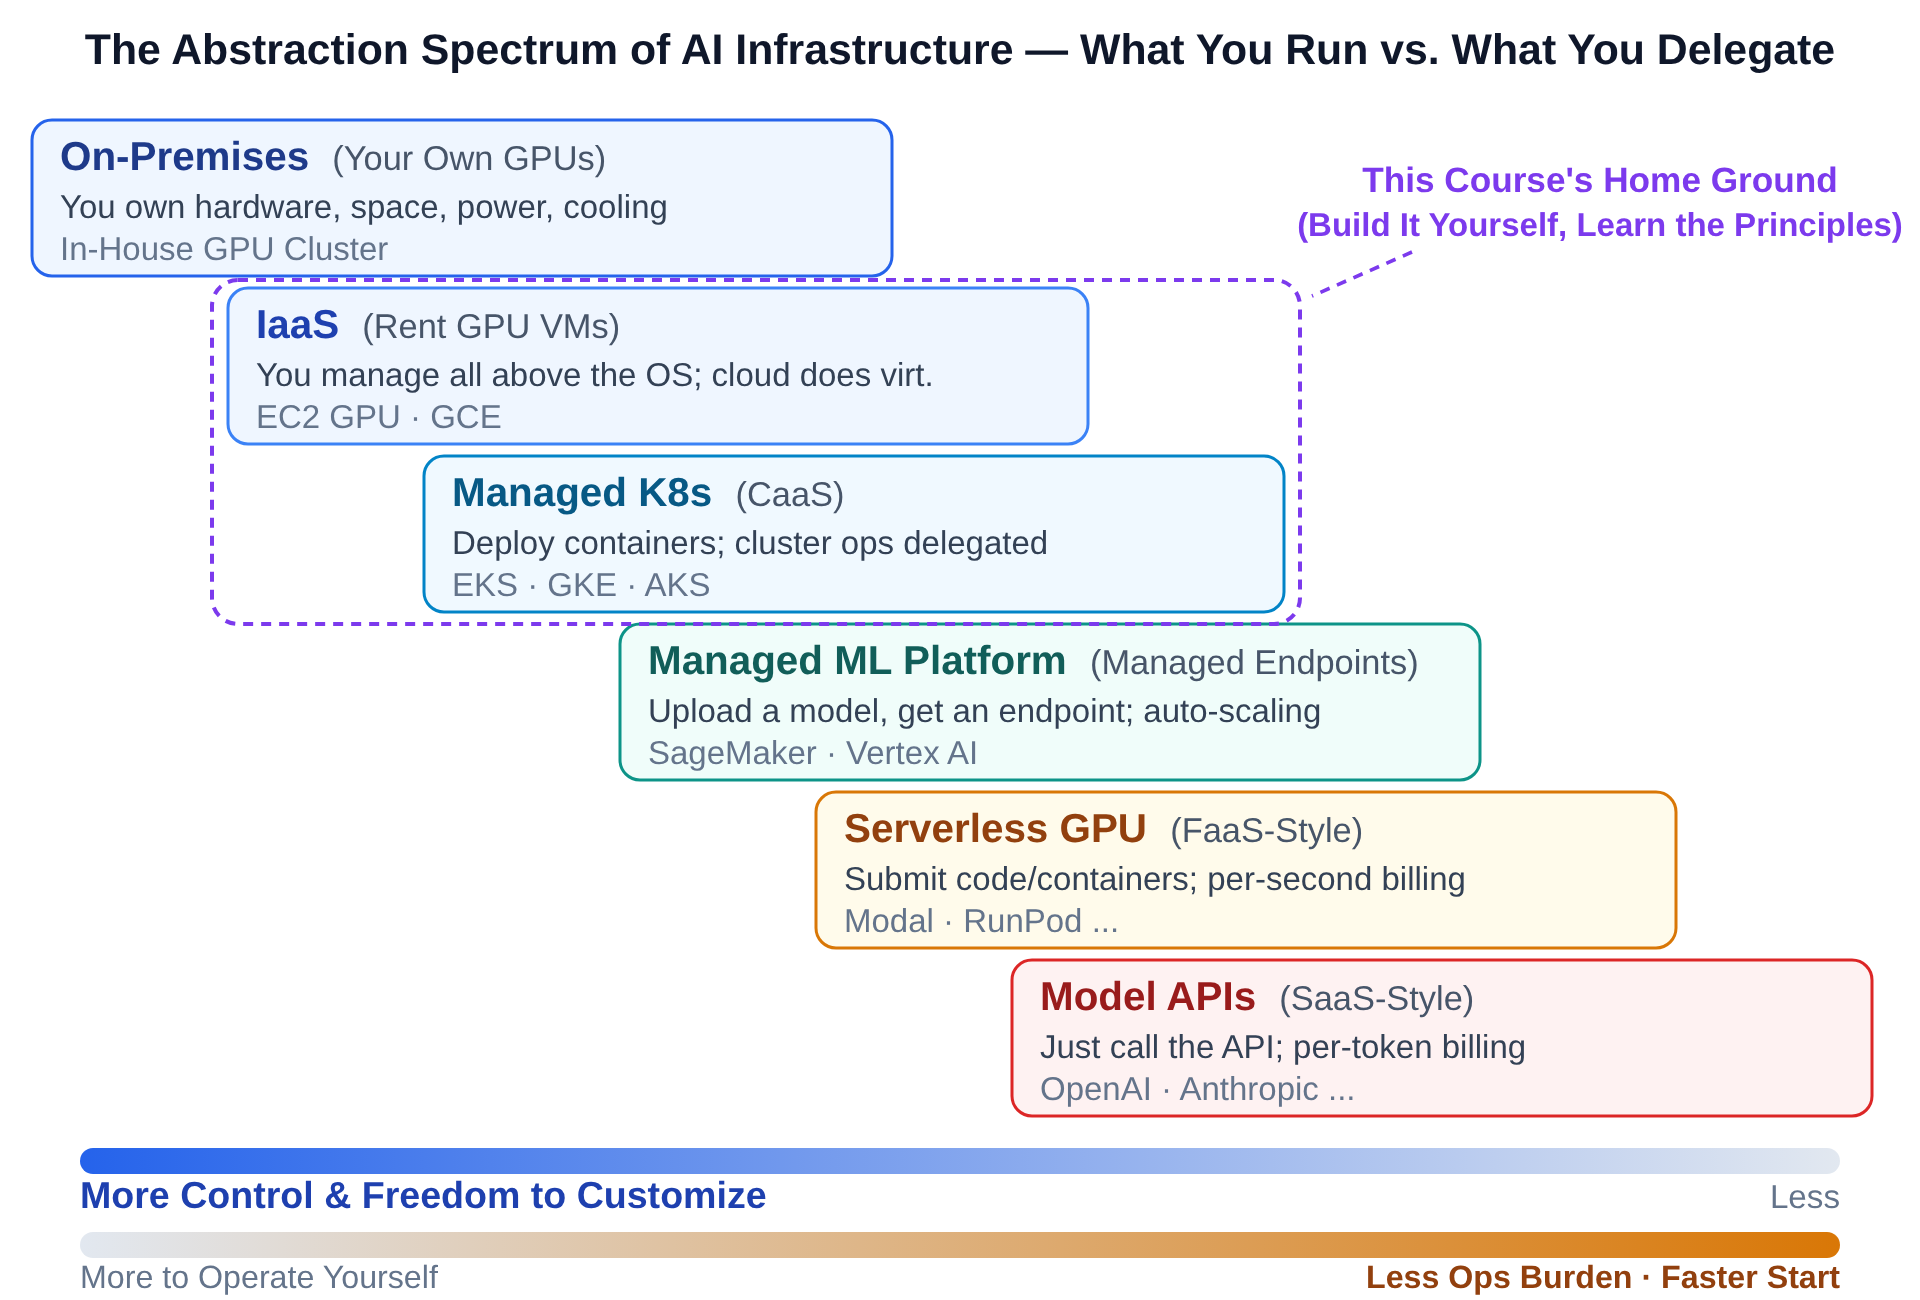 The Abstraction Spectrum of AI Infrastructure — What You Run vs. What You Delegate
On-Premises (Your Own GPUs)
You own hardware, space, power, cooling
In-House GPU Cluster
This Course's Home Ground
(Build It Yourself, Learn the Principles)
IaaS (Rent GPU VMs)
You manage all above the OS; cloud does virt.
EC2 GPU · GCE
Managed K8s (CaaS)
Deploy containers; cluster ops delegated
EKS · GKE · AKS
Managed ML Platform (Managed Endpoints)
Upload a model, get an endpoint; auto-scaling
SageMaker · Vertex AI
Serverless GPU (FaaS-Style)
Submit code/containers; per-second billing
Modal · RunPod ...
Model APIs (SaaS-Style)
Just call the API; per-token billing
OpenAI · Anthropic ...
More Control & Freedom to Customize
Less
More to Operate Yourself
Less Ops Burden · Faster Start